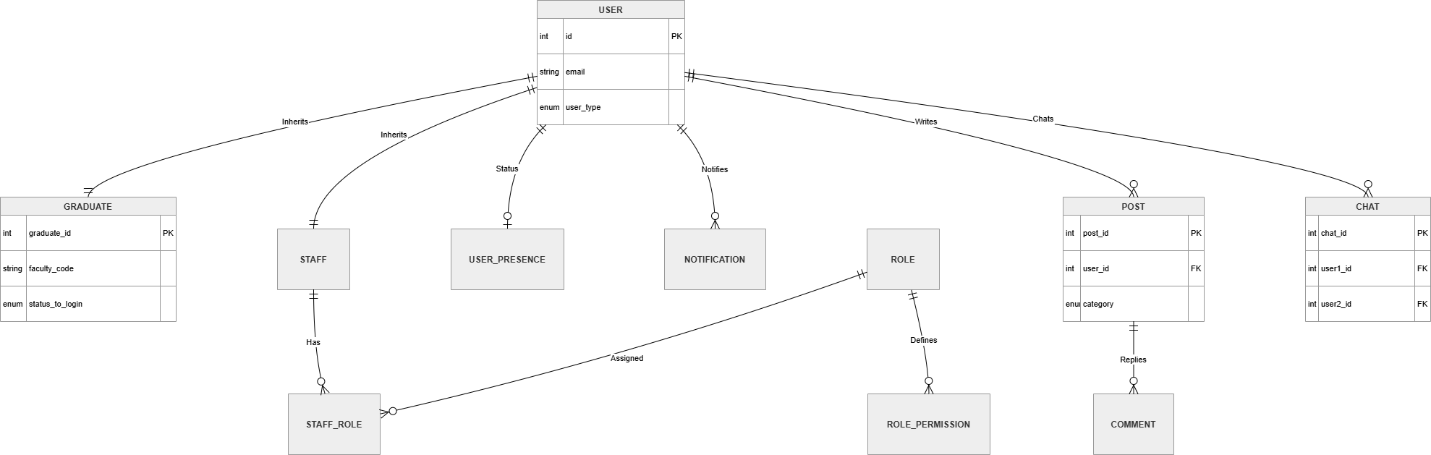 USER
int id PK
string email
enum user_type
Inherits
Inherits
Status
Notifies
Writes
Chats
GRADUATE
int graduate_id PK
string faculty_code
enum status_to_login
STAFF
USER_PRESENCE
NOTIFICATION
ROLE
POST
int post_id PK
int user_id FK
enu category
CHAT
int chat_id PK
int user1_id FK
int user2_id FK
Has
Assigned
Defines
Replies
STAFF_ROLE
ROLE_PERMISSION
COMMENT